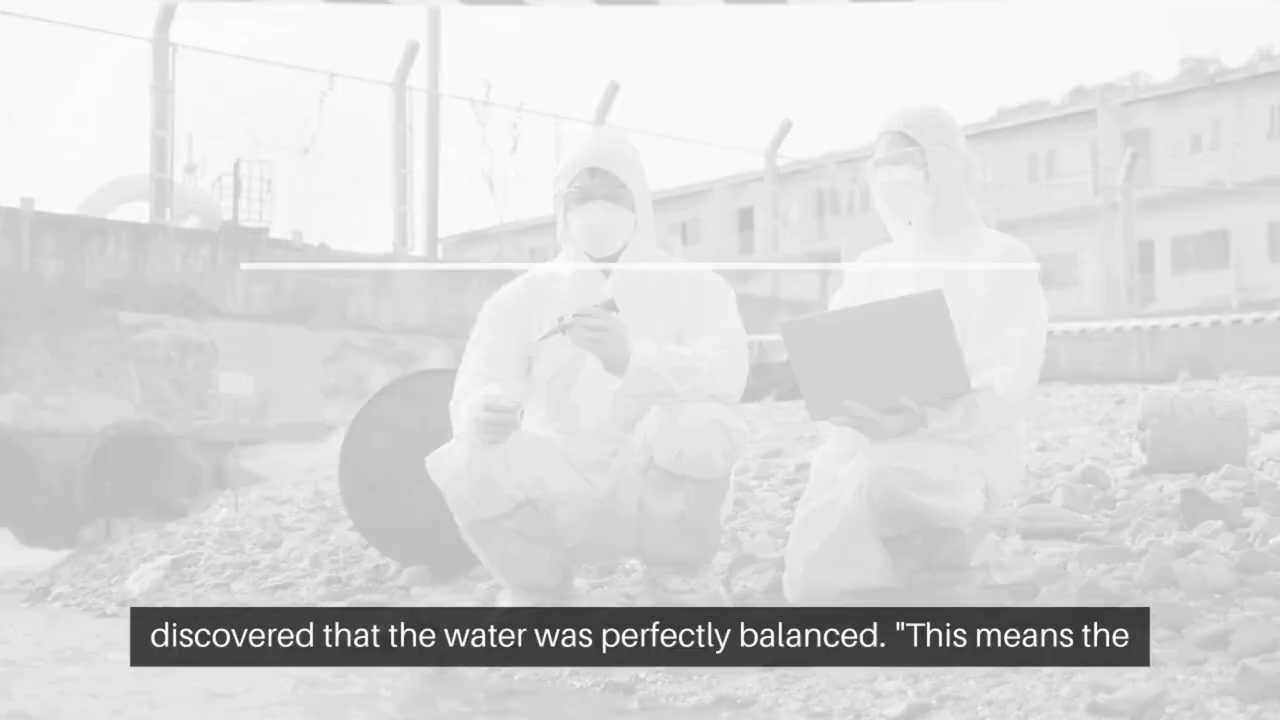 discovered that the water was perfectly balanced. "This means the